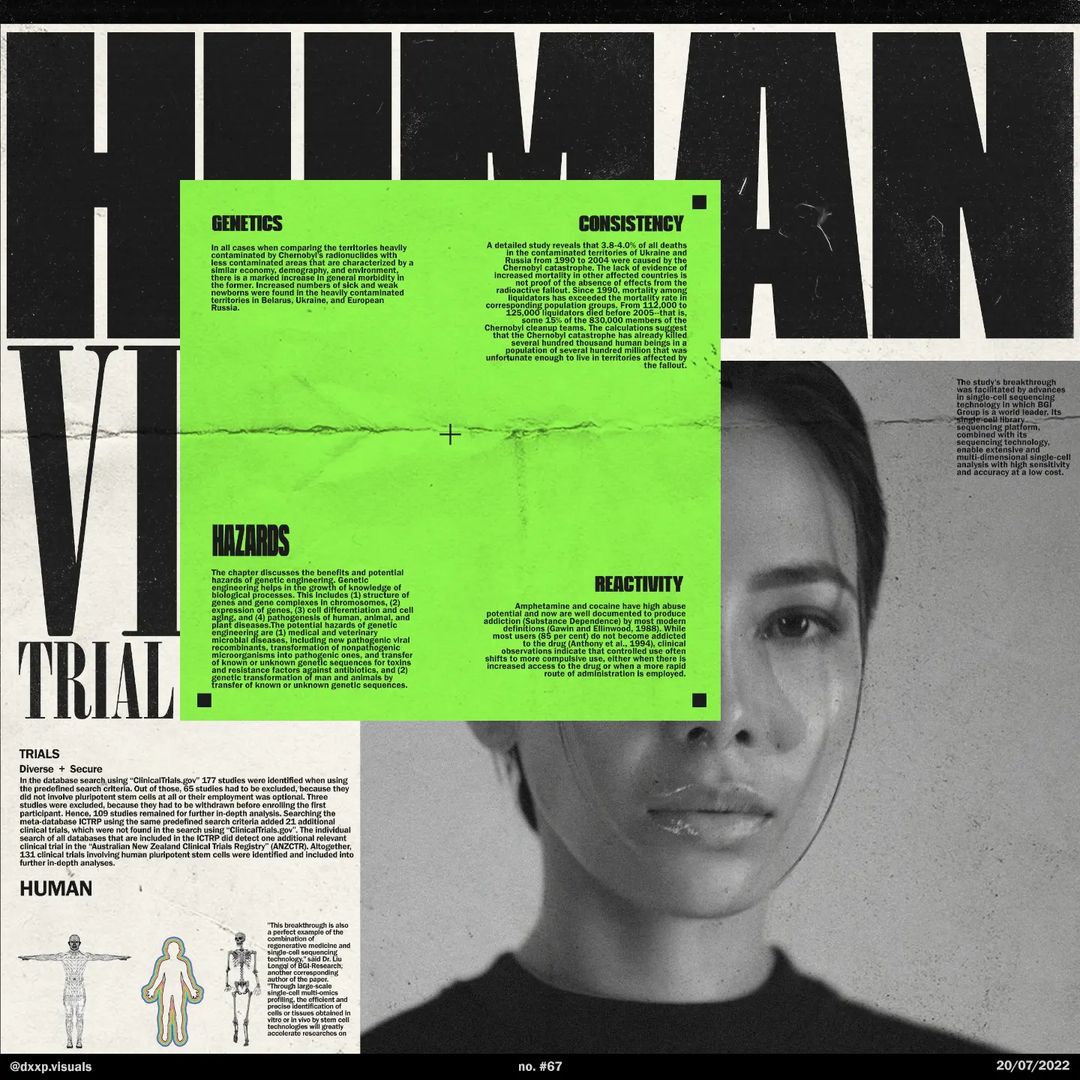 HUMAN
GENETICS
In all cases when comparing the territories heavily
contaminated by Chernobyl's radionuclides with
less contaminated areas that are characterized by a
similar economy, demography, and environment,
there is a marked increase in general morbidity in
the former. Increased numbers of sick and weak
newborns were found in the heavily contaminated
territories in Belarus, Ukraine, and European
Russia.
CONSISTENCY
A detailed study reveals that 3.8-4.0% of all deaths
in the contaminated territories of Ukraine and
Russia from 1990 to 2004 were caused by the
Chernobyl catastrophe. The lack of evidence of
increased mortality in other affected countries is
not proof of the absence of effects from the
radioactive fallout. Since 1990, mortality among
liquidators has exceeded the mortality rate in
corresponding population groups. From 112,000 to
125,000 liquidators died before 2005--that is,
some 15% of the 830,000 members of the
Chernobyl cleanup teams. The calculations suggest
that the Chernobyl catastrophe has already killed
several hundred thousand human beings in a
population of several hundred million that was
unfortunate enough to live in territories affected by
the fallout.
The study's breakthrough
was facilitated by advances
in single-cell sequencing
technology in which BGI
Group is a world leader. Its
single-cell library
sequencing platform,
combined with its
sequencing technology,
enable extensive and
multi-dimensional single-cell
analysis with high sensitivity
and accuracy at a low cost.
VI
HAZARDS
The chapter discusses the benefits and potential
hazards of genetic engineering. Genetic
engineering helps in the growth of knowledge of
biological processes. This includes (1) structure of
genes and gene complexes in chromosomes, (2)
expression of genes, (3) cell differentiation and cell
aging, and (4) pathogenesis of human, animal, and
plant diseases.The potential hazards of genetic
engineering are (1) medical and veterinary
microbial diseases, including new pathogenic viral
recombinants, transformation of nonpathogenic
microorganisms into pathogenic ones, and transfer
of known or unknown genetic sequences for toxins
and resistance factors against antibiotics, and (2)
genetic transformation of man and animals by
transfer of known or unknown genetic sequences.
REACTIVITY
Amphetamine and cocaine have high abuse
potential and now are well documented to produce
addiction (Substance Dependence) by most modern
definitions (Gawin and Ellinwood, 1988). While
most users (85 per cent) do not become addicted
to the drug (Anthony et al., 1994), clinical
observations indicate that controlled use often
shifts to more compulsive use, either when there is
increased access to the drug or when a more rapid
route of administration is employed.
TRIAL
TRIALS
Diverse + Secure
In the database search using “ClinicalTrials.gov” 177 studies were identified when using
the predefined search criteria. Out of those, 65 studies had to be excluded, because they
did not involve pluripotent stem cells at all or their employment was optional. Three
studies were excluded, because they had to be withdrawn before enrolling the first
participant. Hence, 109 studies remained for further in-depth analysis. Searching the
meta-database ICTRP using the same predefined search criteria added 21 additional
clinical trials, which were not found in the search using “ClinicalTrials.gov”. The individual
search of all databases that are included in the ICTRP did detect one additional relevant
clinical trial in the “Australian New Zealand Clinical Trials Registry” (ANZCTR). Altogether,
131 clinical trials involving human pluripotent stem cells were identified and included into
further in-depth analyses.
HUMAN
"This breakthrough is also
a perfect example of the
combination of
regenerative medicine and
single-cell sequencing
technology," said Dr. Liu
Longqi of BGI-Research,
another corresponding
author of the paper.
"Through large-scale
single-cell multi-omics
profiling, the efficient and
precise identification of
cells or tissues obtained in
vitro or in vivo by stem cell
technologies will greatly
accelerate researches on
@dxxp.visuals
no. #67
20/07/2022